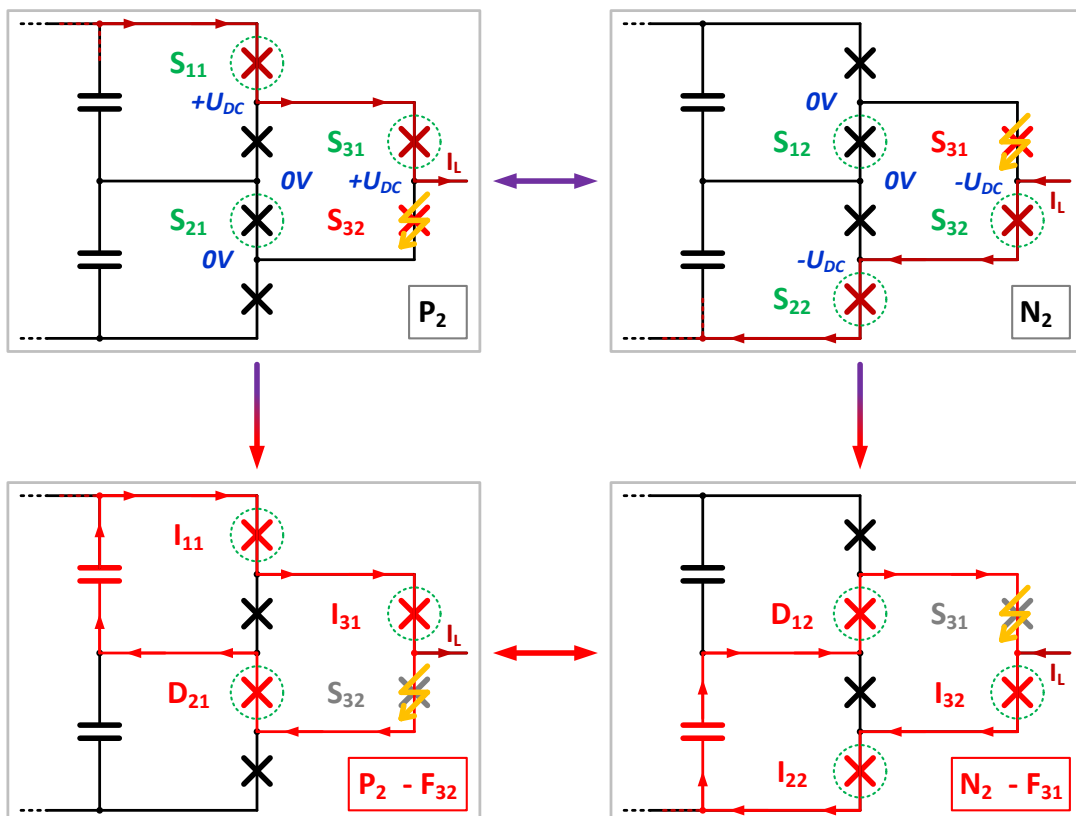 S11
+UDC
S31
IL
0V
+UDC
S21
S32
0V
P2
0V
S12
S31
0V
-UDC
IL
S32
-UDC
S22
N2
I11
I31
IL
D21
S32
P2 - F32
D12
S31
IL
I32
I22
N2 - F31